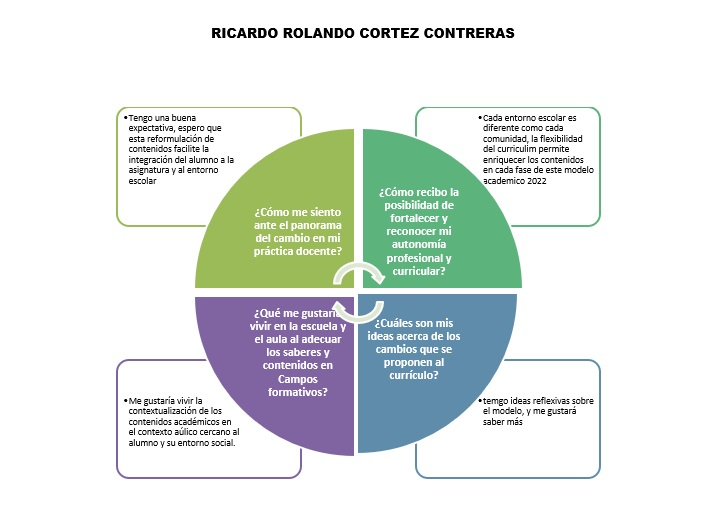 RICARDO ROLANDO CORTEZ CONTRERAS
•Tengo una buena
expectativa, espero que
esta reformulación de
contenidos facilite la
integración del alumno a la
asignatura y al entorno
escolar
•Cada entorno escolar es
diferente como cada
comunidad, la flexibilidad
del curriculim permite
enriquecer los contenidos
en cada fase de este modelo
academico 2022
¿Cómo me siento
ante el panorama
del cambio en mi
práctica docente?
¿Cómo recibo la
posibilidad de
fortalecer y
reconocer mi
autonomía
profesional y
curricular?
¿Qué me gustaría
vivir en la escuela y
el aula al adecuar
los saberes y
contenidos en
Campos
formativos?
¿Cuáles son mis
ideas acerca de los
cambios que se
proponen al
currículo?
•Me gustaría vivir la
contextualización de los
contenidos académicos en
el contexto aúlico cercano al
alumno y su entorno social.
•temgo ideas reflexivas sobre
el modelo, y me gustará
saber más